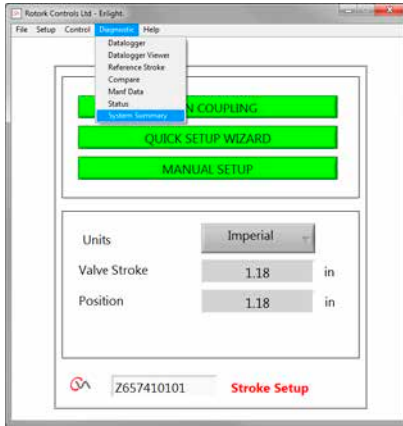 Rotork Controls Ltd - Enlight.
File Setup Control Diagnostic Help
Datalogger
Datalogger Viewer
Reference Stroke
Compare
Manf Data
Status
System Summary
N COUPLING
QUICK SETUP WIZARD
MANUAL SETUP
Units Imperial
Valve Stroke 1.18 in
Position 1.18 in
Z657410101 Stroke Setup